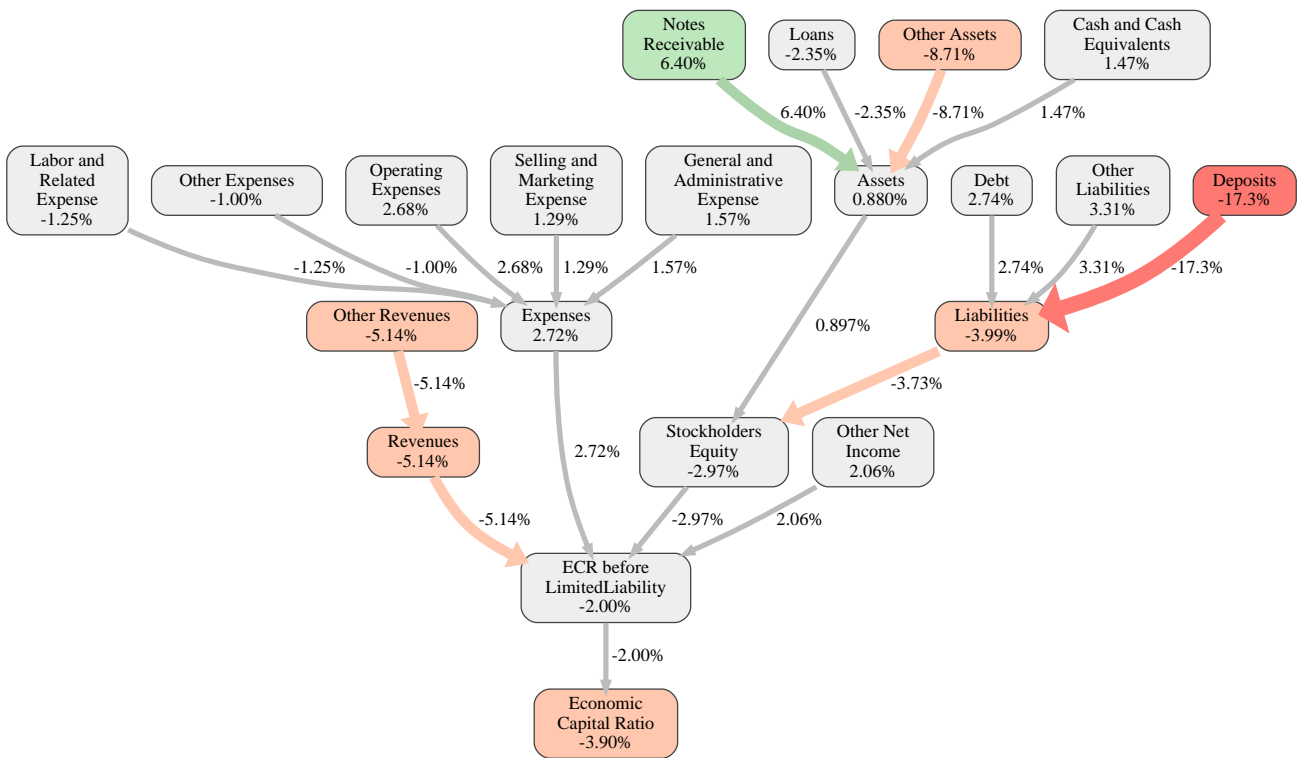 Notes
Receivable
6.40%
Loans
-2.35%
Other Assets
-8.71%
Cash and Cash
Equivalents
1.47%
6.40%
-2.35%
-8.71%
1.47%
Labor and
Related
Expense
-1.25%
Other Expenses
-1.00%
Operating
Expenses
2.68%
Selling and
Marketing
Expense
1.29%
General and
Administrative
Expense
1.57%
Assets
0.880%
Debt
2.74%
Other
Liabilities
3.31%
Deposits
-17.3%
-1.25%
-1.00%
2.68%
1.29%
1.57%
2.74%
3.31%
-17.3%
Other Revenues
-5.14%
Expenses
2.72%
0.897%
Liabilities
-3.99%
-5.14%
-3.73%
Revenues
-5.14%
2.72%
Stockholders
Equity
-2.97%
Other Net
Income
2.06%
-5.14%
-2.97%
2.06%
ECR before
LimitedLiability
-2.00%
-2.00%
Economic
Capital Ratio
-3.90%